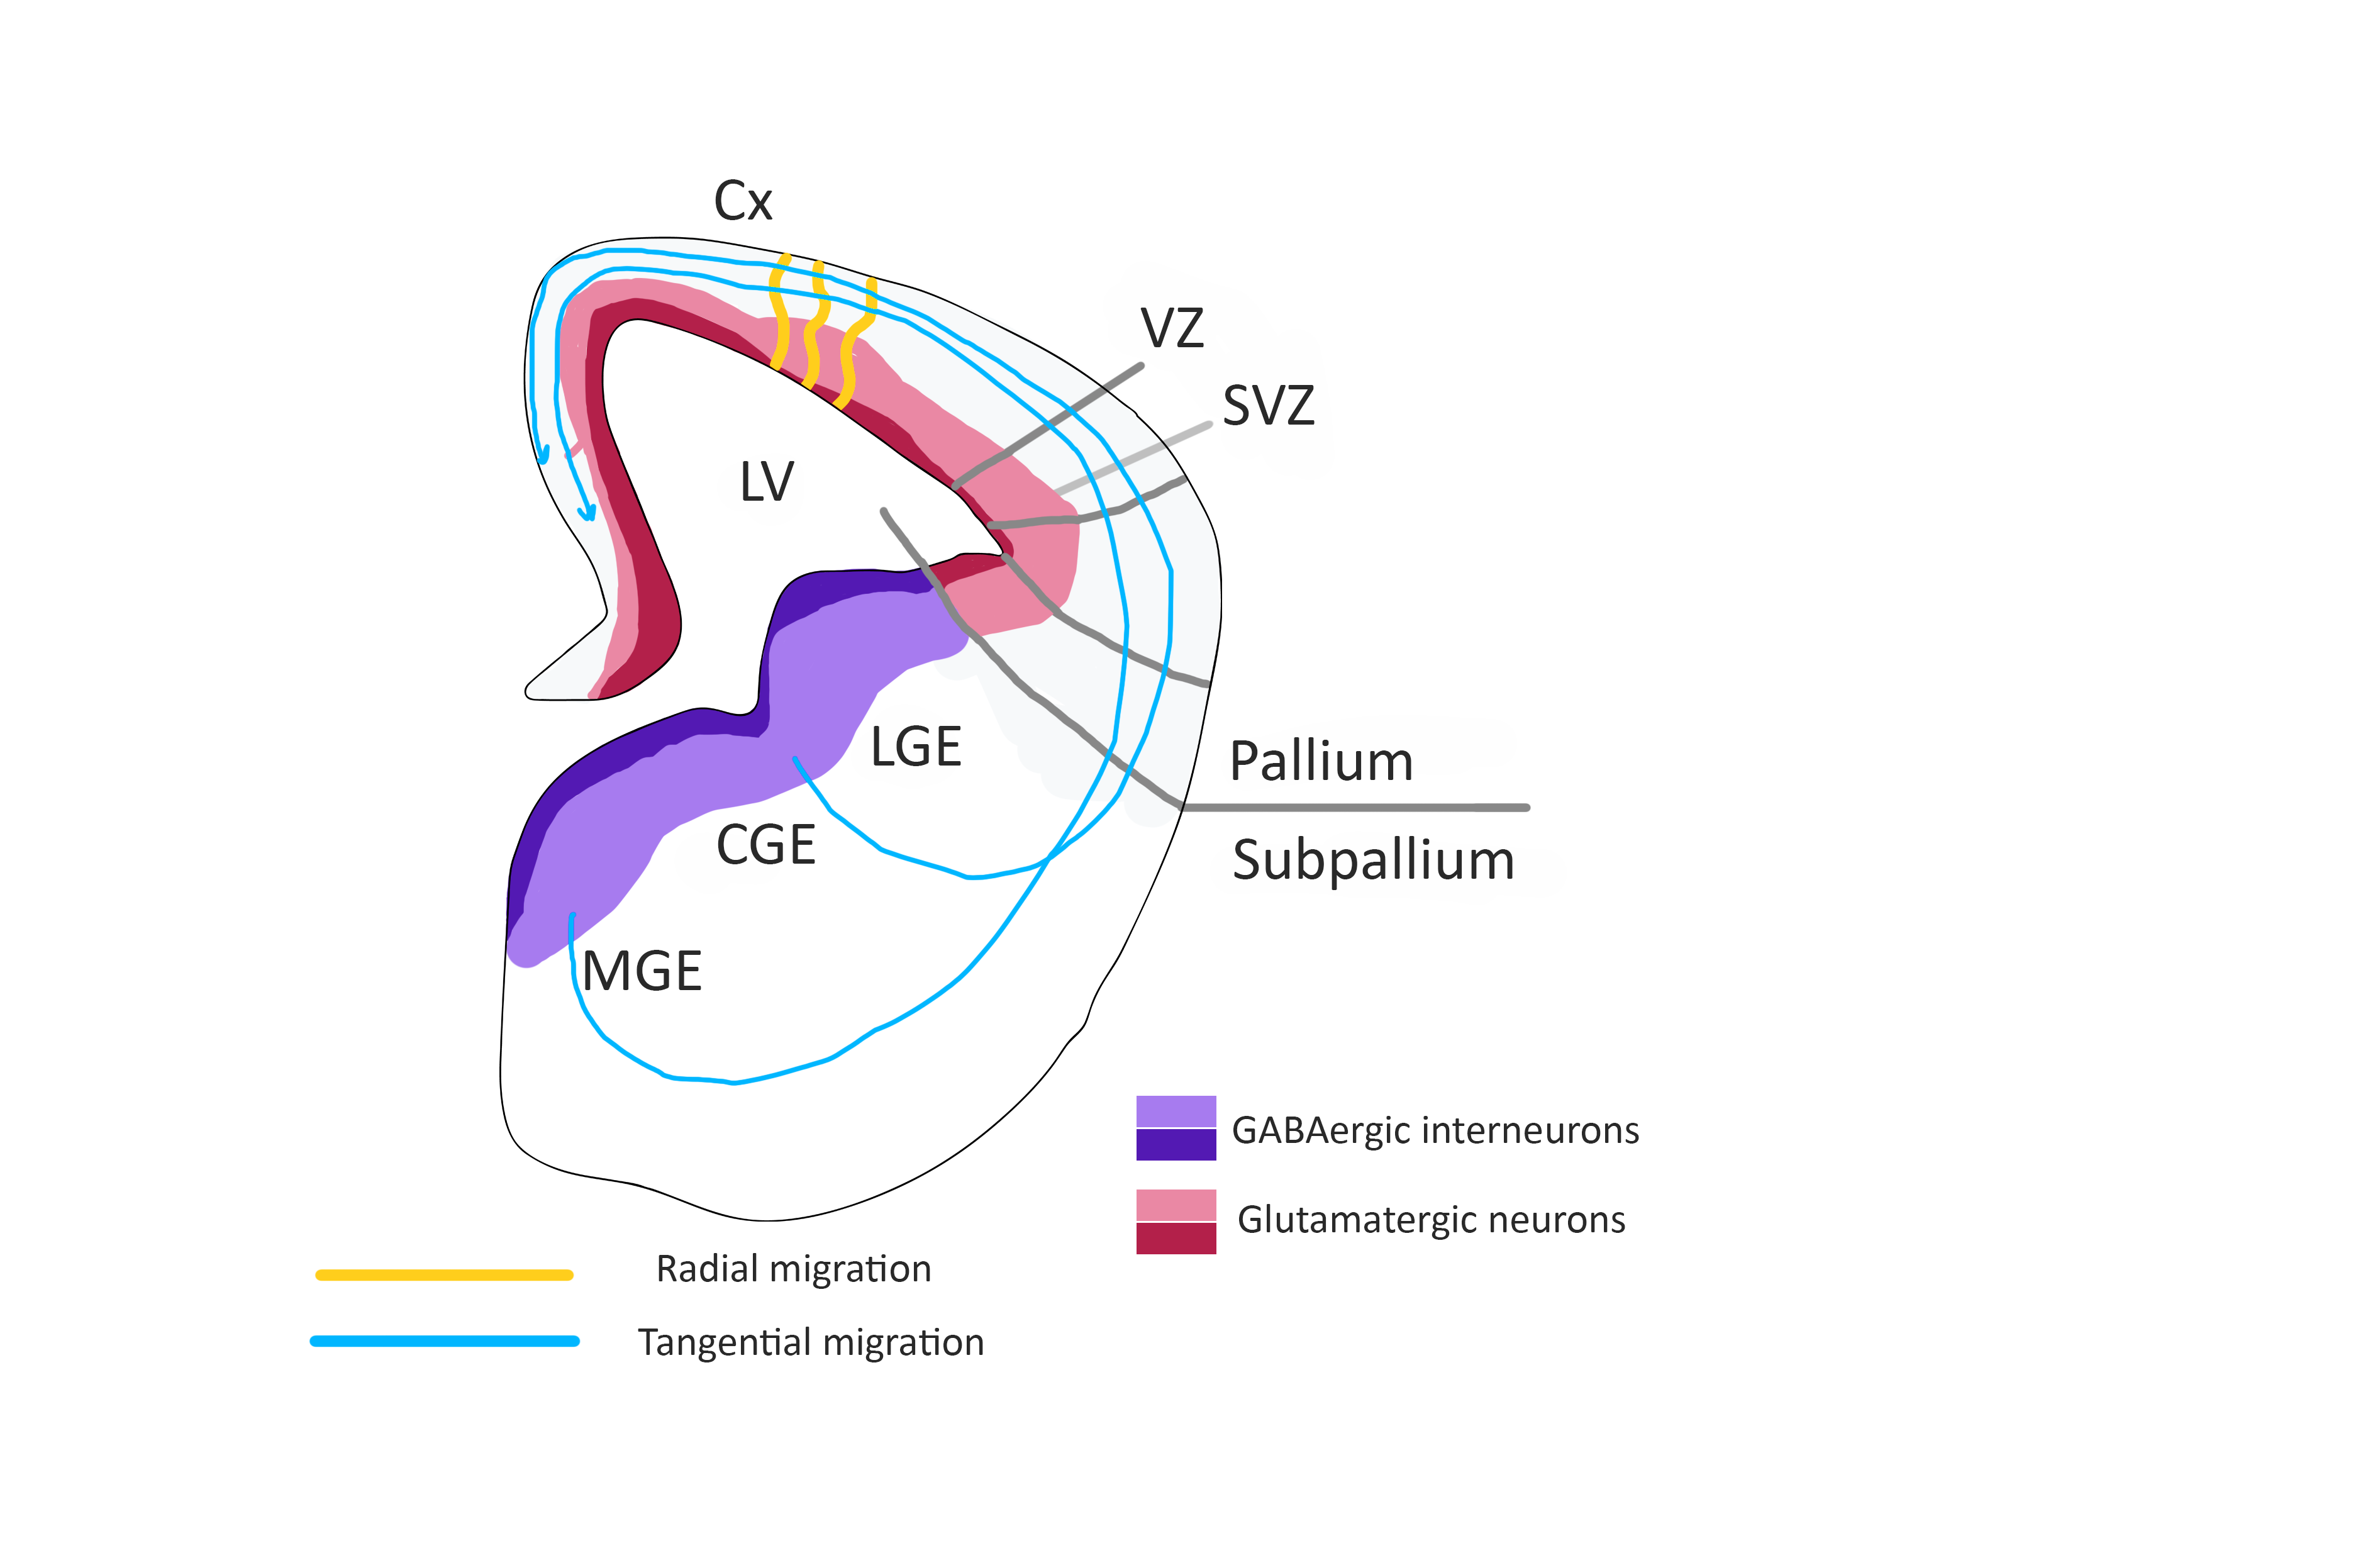 Cx
VZ
SVZ
LV
LGE
Pallium
CGE
Subpallium
MGE
GABAergic interneurons
Glutamatergic neurons
Radial migration
Tangential migration